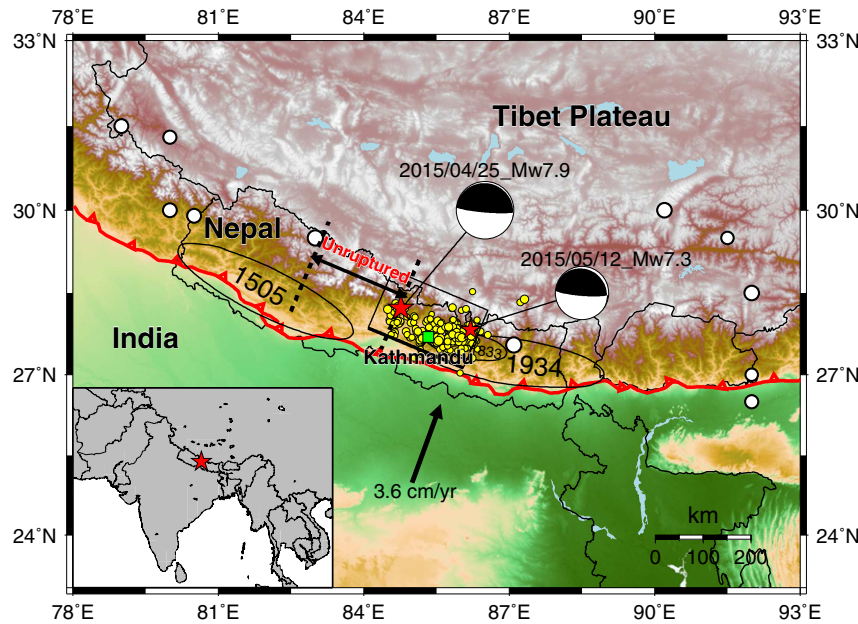 78°E 81°E 84°E 87°E 90°E 93°E
33°N 33°N
Tibet Plateau
2015/04/25_Mw7.9
30°N 30°N
Nepal
Unruptured
2015/05/12_Mw7.3
1505
India
833
1934
Kathmandu
27°N 27°N
3.6 cm/yr
km
24°N 24°N
0 100 200
78°E 81°E 84°E 87°E 90°E 93°E